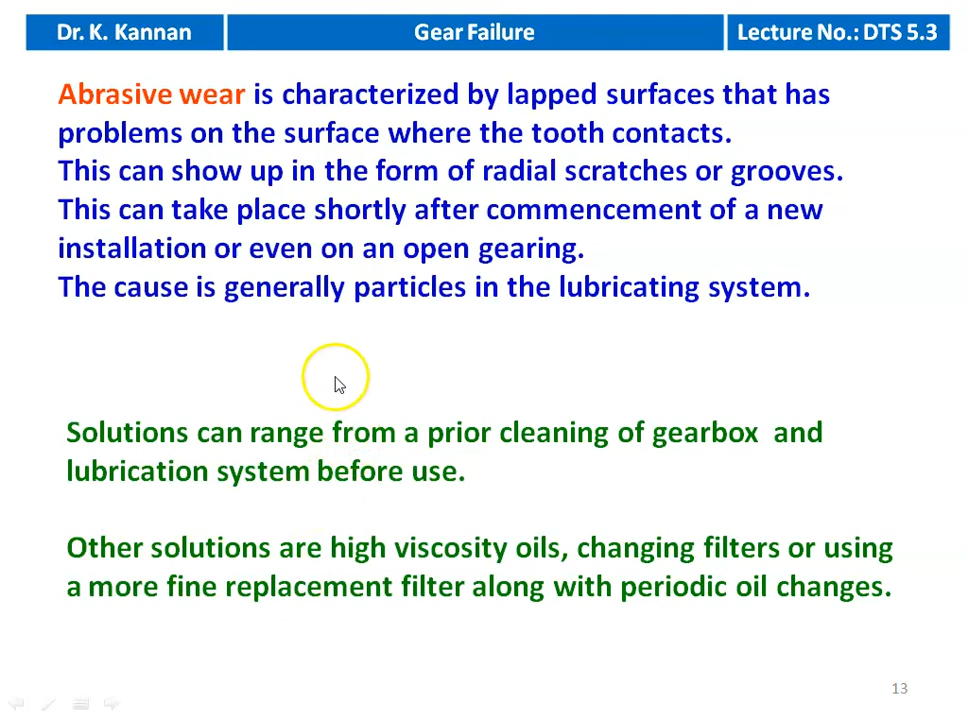 Dr. K. Kannan
Gear Failure
Lecture No.: DTS 5.3
Abrasive wear is characterized by lapped surfaces that has
problems on the surface where the tooth contacts.
This can show up in the form of radial scratches or grooves.
This can take place shortly after commencement of a new
installation or even on an open gearing.
The cause is generally particles in the lubricating system.
Solutions can range from a prior cleaning of gearbox  and
lubrication system before use.
Other solutions are high viscosity oils, changing filters or using
a more fine replacement filter along with periodic oil changes.
13